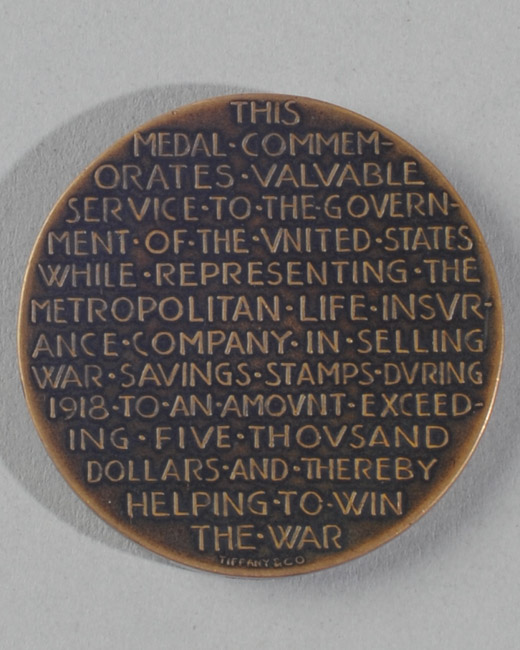 THIS
MEDAL·COMMEM-
ORATES·VALVABLE
SERVICE·TO·THE·GOVERN-
MENT·OF·THE·VNITED·STATES
WHILE·REPRESENTING·THE
METROPOLITAN·LIFE·INSVR-
ANCE·COMPANY·IN·SELLING
WAR·SAVINGS·STAMPS·DVRING
1918·TO·AN·AMOVNT·EXCEED-
ING·FIVE·THOVSAND
DOLLARS·AND·THEREBY
HELPING·TO·WIN
THE·WAR
TIFFANY & CO